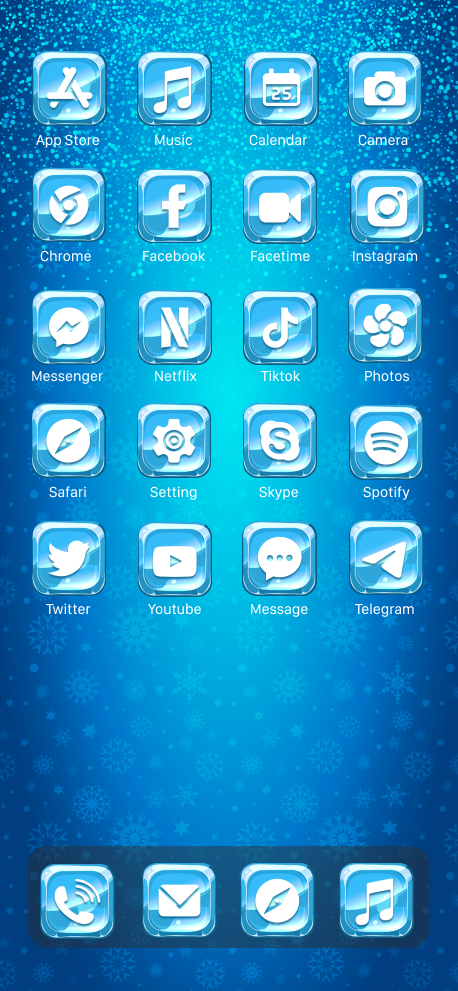 App Store Music Calendar Camera
25
Chrome Facebook Facetime Instagram
Messenger Netflix Tiktok Photos
Safari Setting Skype Spotify
Twitter Youtube Message Telegram